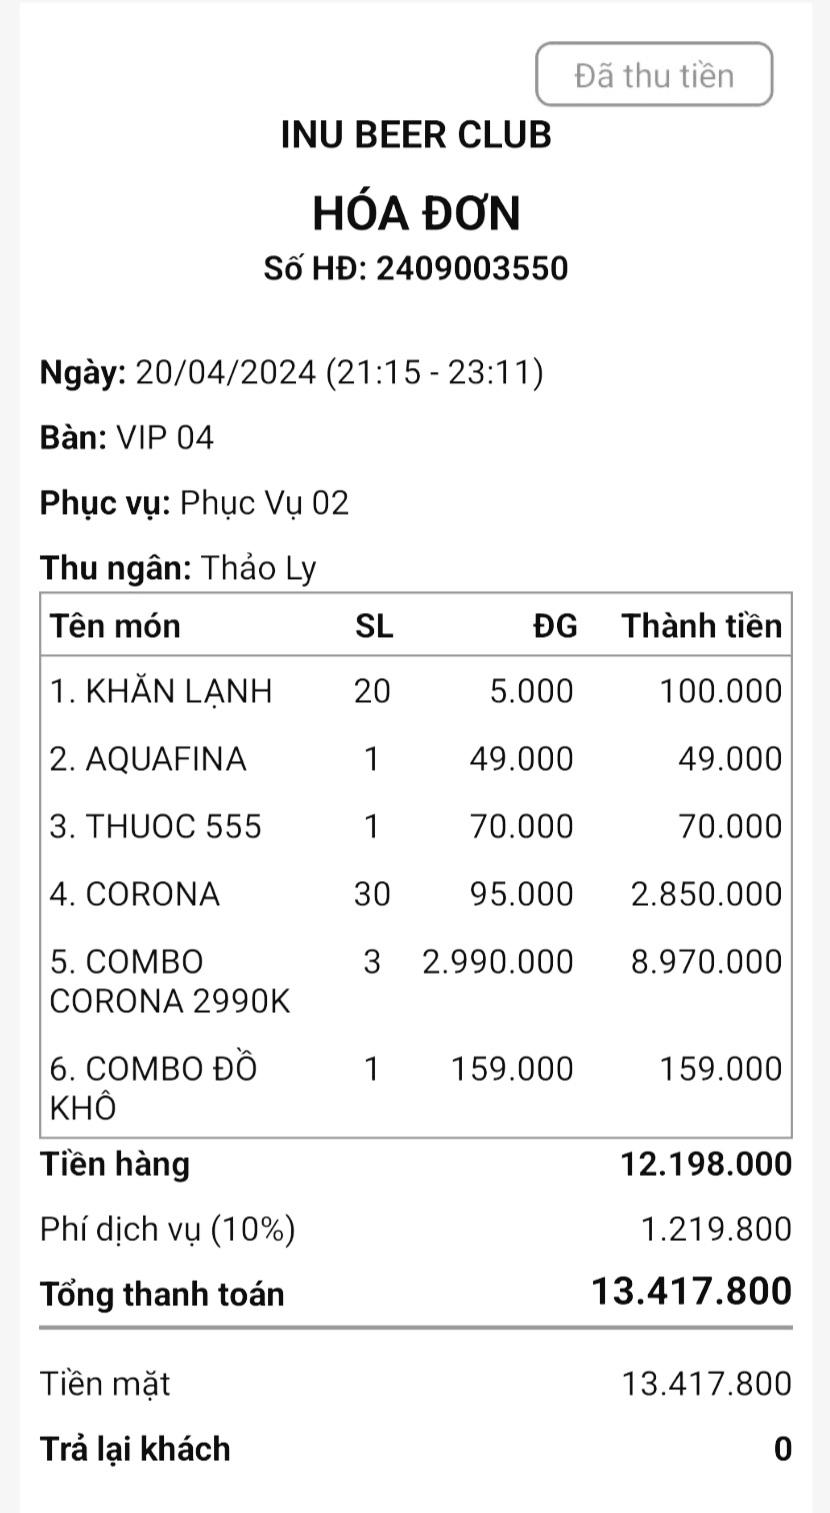 Đã thu tiền
INU BEER CLUB
HÓA ĐƠN
Số HĐ: 2409003550
Ngày: 20/04/2024 (21:15 - 23:11)
Bàn: VIP 04
Phục vụ: Phục Vụ 02
Thu ngân: Thảo Ly
Tên món SL ĐG Thành tiền
1. KHĂN LẠNH 20 5.000 100.000
2. AQUAFINA 1 49.000 49.000
3. THUOC 555 1 70.000 70.000
4. CORONA 30 95.000 2.850.000
5. COMBO 3 2.990.000 8.970.000
CORONA 2990K
6. COMBO ĐỒ 1 159.000 159.000
KHÔ
Tiền hàng 12.198.000
Phí dịch vụ (10%) 1.219.800
Tổng thanh toán 13.417.800
Tiền mặt 13.417.800
Trả lại khách 0